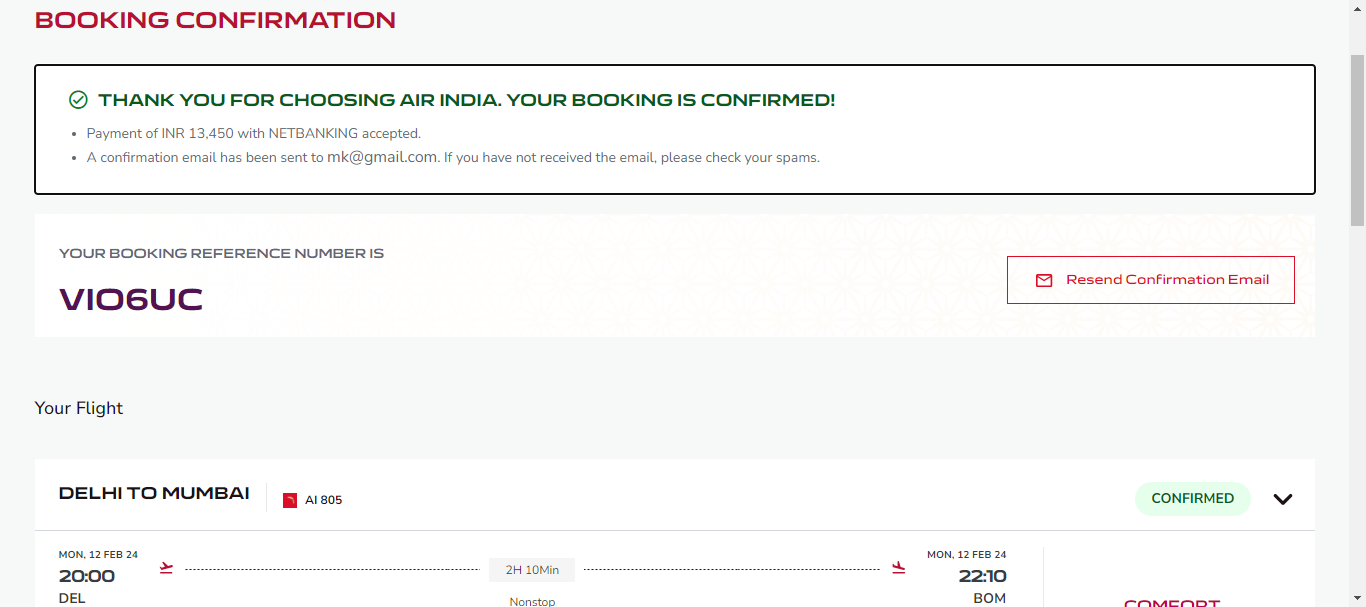 BOOKING CONFIRMATION
THANK YOU FOR CHOOSING AIR INDIA. YOUR BOOKING IS CONFIRMED!
• Payment of INR 13,450 with NETBANKING accepted.
• A confirmation email has been sent to mk@gmail.com. If you have not received the email, please check your spams.
YOUR BOOKING REFERENCE NUMBER IS
VIO6UC
Resend Confirmation Email
Your Flight
DELHI TO MUMBAI
AI 805
CONFIRMED
MON, 12 FEB 24
20:00
DEL
2H 10Min
Nonstop
MON, 12 FEB 24
22:10
BOM
COMFORT